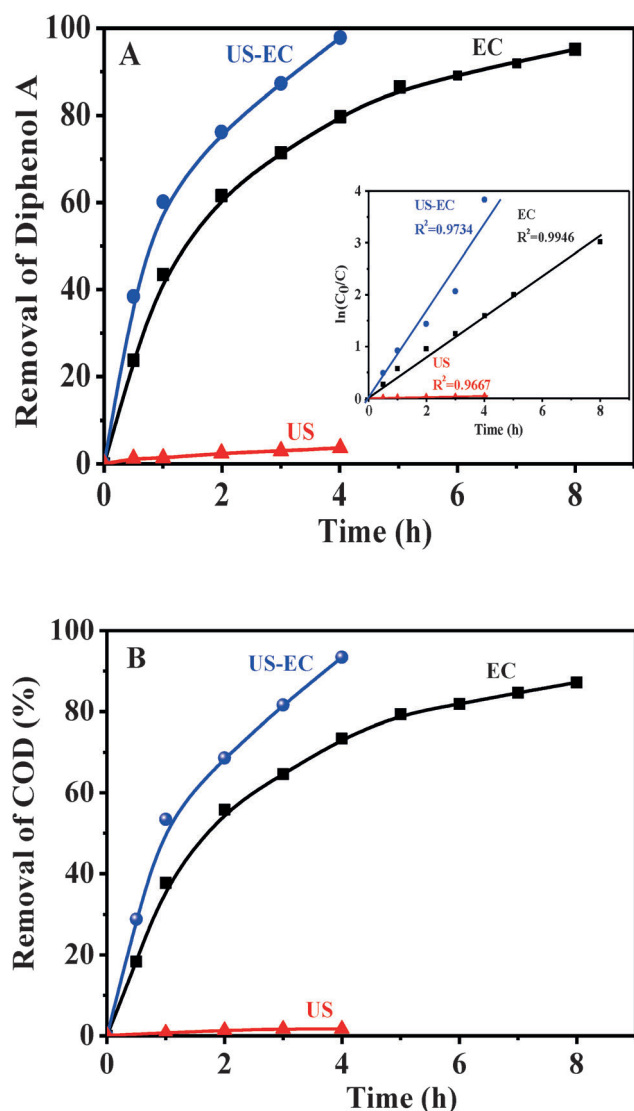 A
US-EC
EC
US
Removal of Diphenol A
100
80
60
40
20
0
0
2
4
6
8
Time (h)
US-EC
R²=0.9734
EC
R²=0.9946
US
R²=0.9667
ln(C₀/C)
4
3
2
1
0
0
2
4
6
8
Time (h)
B
US-EC
EC
US
Removal of COD (%)
100
80
60
40
20
0
0
2
4
6
8
Time (h)